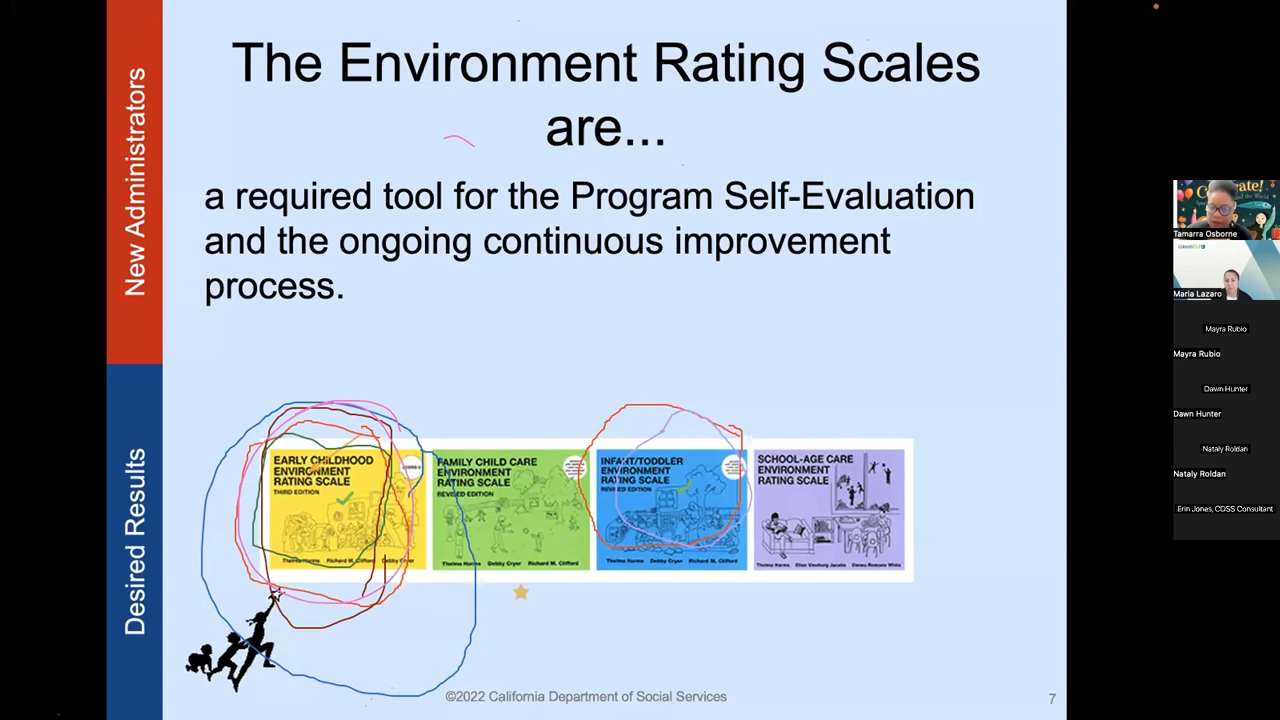 The Environment Rating Scales
are...
a required tool for the Program Self-Evaluation
and the ongoing continuous improvement
process.
New Administrators
Desired Results
EARLY CHILDHOOD
ENVIRONMENT
RATING SCALE
THIRD EDITION
Thelma Harms Richard M. Clifford Debby Cryer
FAMILY CHILD CARE
ENVIRONMENT
RATING SCALE
REVISED EDITION
Thelma Harms Debby Cryer Richard M. Clifford
INFANT/TODDLER
ENVIRONMENT
RATING SCALE
REVISED EDITION
Thelma Harms Debby Cryer Richard M. Clifford
SCHOOL-AGE CARE
ENVIRONMENT
RATING SCALE
Thelma Harms Ellen Vineberg Jacobs Donna Romano White
©2022 California Department of Social Services
7
Tamarra Osborne
Maria Lazaro
Mayra Rubio
Mayra Rubio
Dawn Hunter
Dawn Hunter
Nataly Roldan
Nataly Roldan
Erin Jones, CDSS Consultant